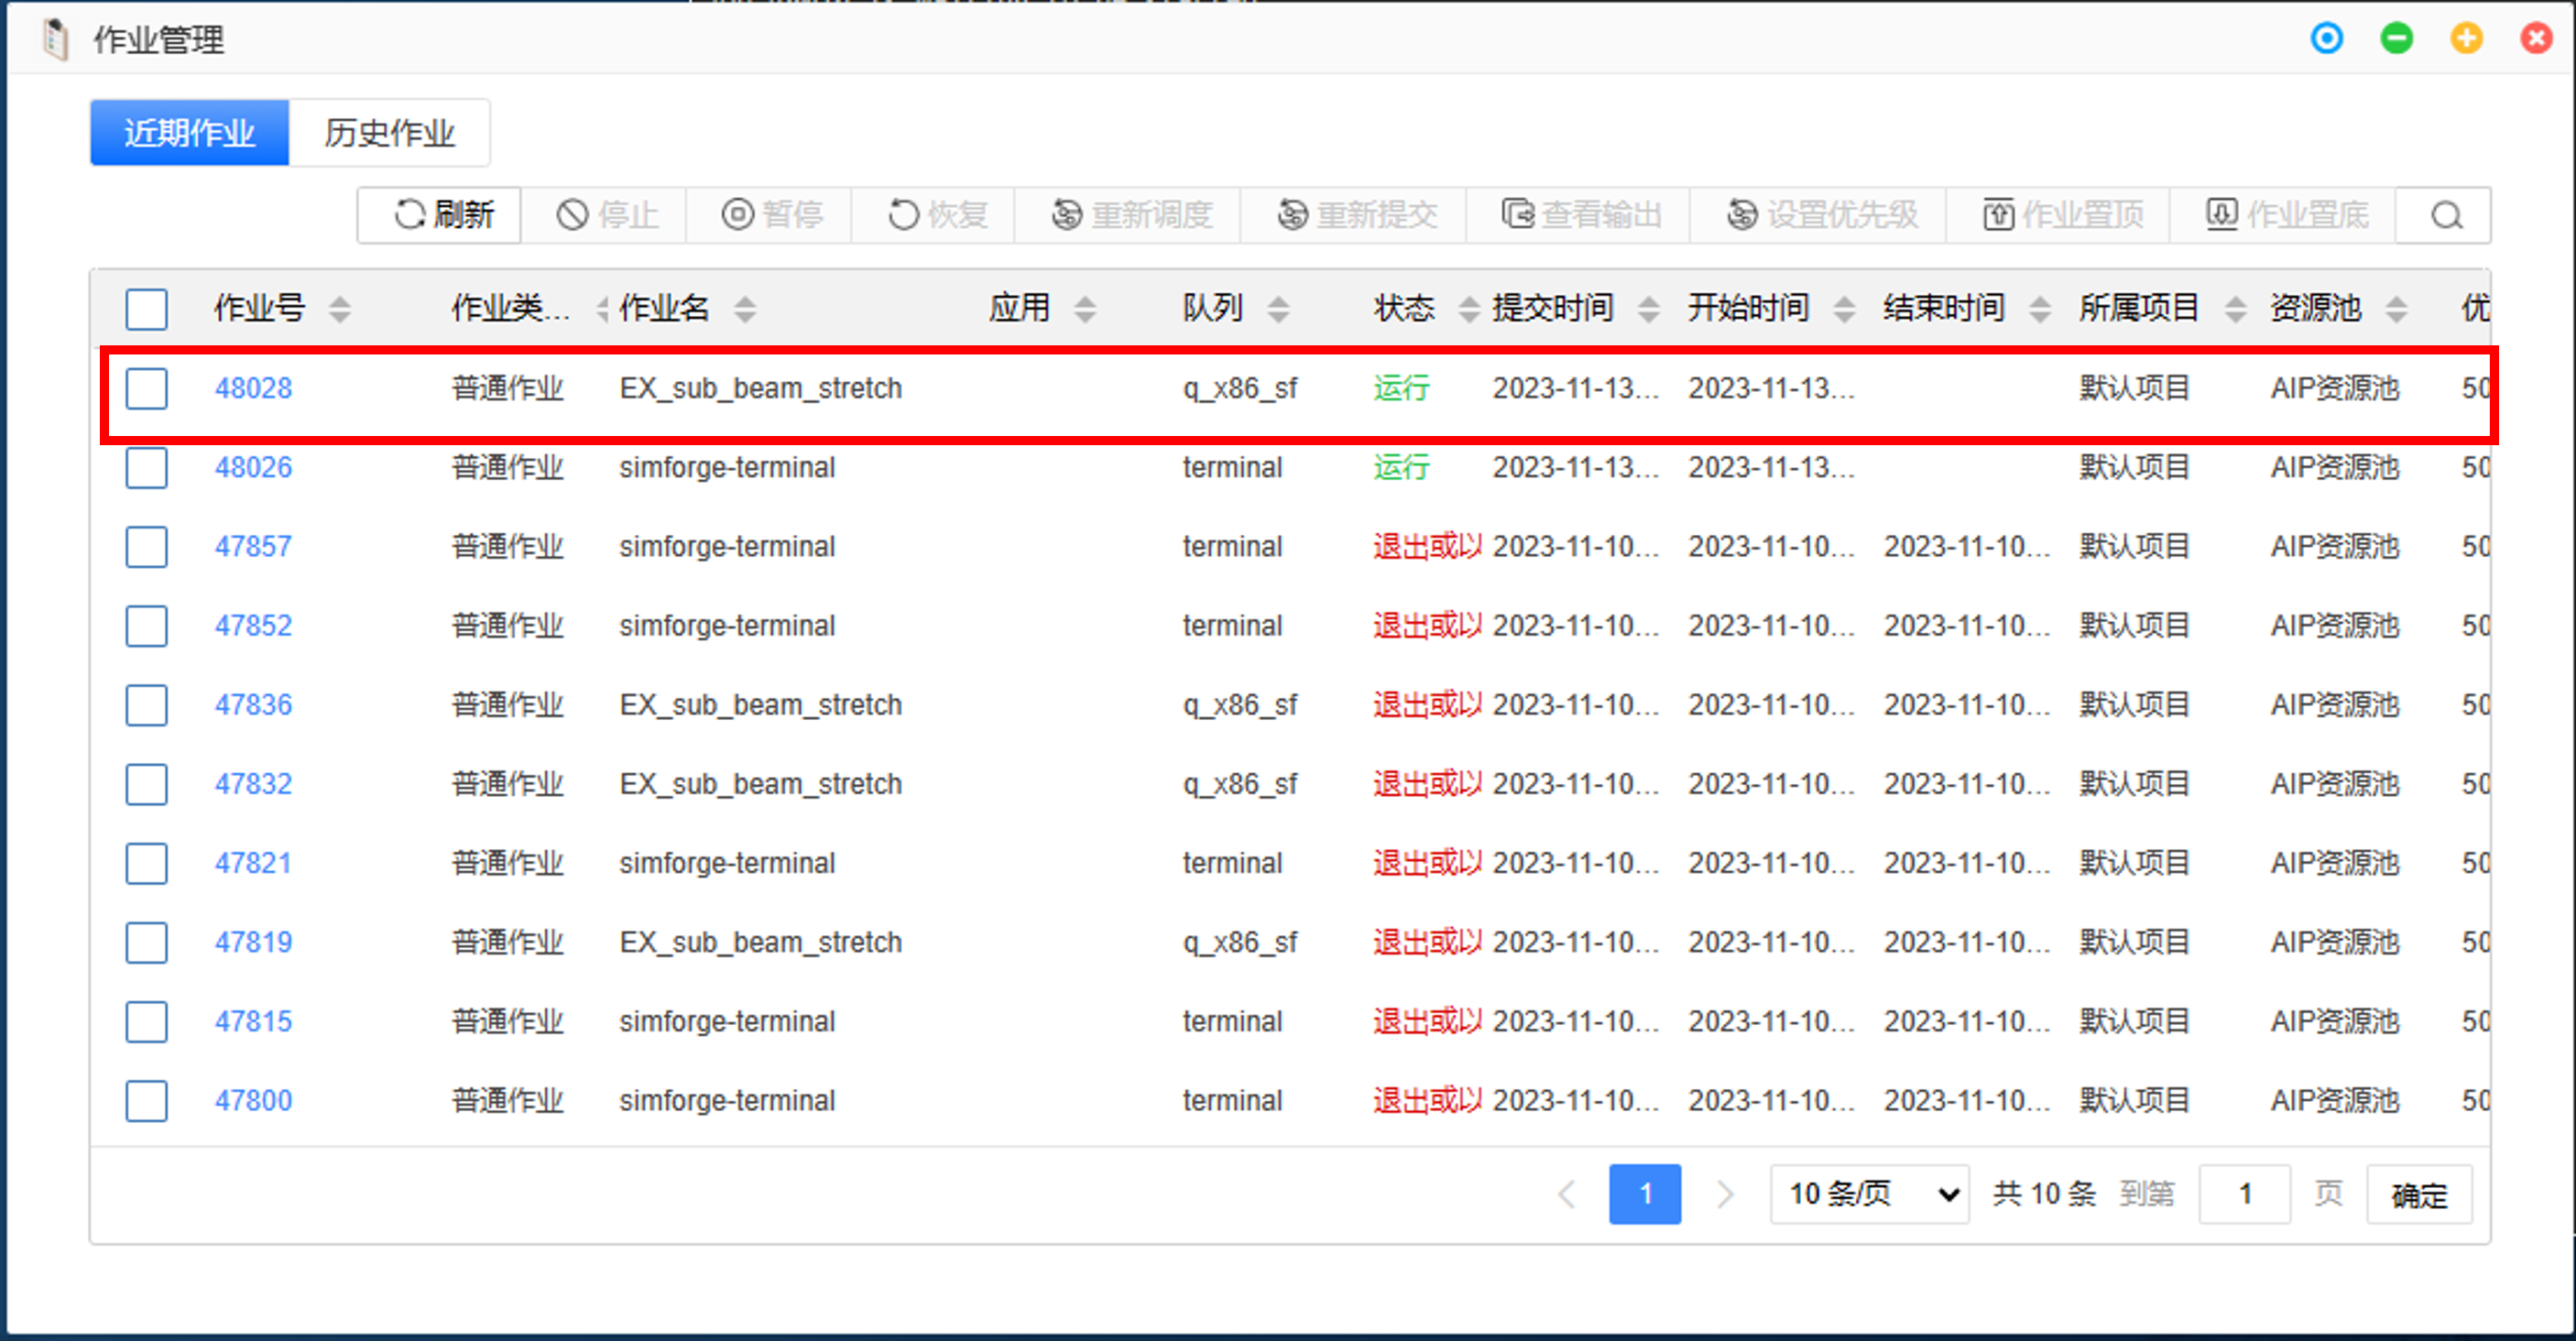 作业管理
近期作业 历史作业
刷新 停止 暂停 恢复 重新调度 重新提交 查看输出 设置优先级 作业置顶 作业置底
作业号 作业类... 作业名 应用 队列 状态 提交时间 开始时间 结束时间 所属项目 资源池 优
48028 普通作业 EX_sub_beam_stretch q_x86_sf 运行 2023-11-13... 2023-11-13... 默认项目 AIP资源池 50
48026 普通作业 simforge-terminal terminal 运行 2023-11-13... 2023-11-13... 默认项目 AIP资源池 50
47857 普通作业 simforge-terminal terminal 退出或以 2023-11-10... 2023-11-10... 2023-11-10... 默认项目 AIP资源池 50
47852 普通作业 simforge-terminal terminal 退出或以 2023-11-10... 2023-11-10... 2023-11-10... 默认项目 AIP资源池 50
47836 普通作业 EX_sub_beam_stretch q_x86_sf 退出或以 2023-11-10... 2023-11-10... 2023-11-10... 默认项目 AIP资源池 50
47832 普通作业 EX_sub_beam_stretch q_x86_sf 退出或以 2023-11-10... 2023-11-10... 2023-11-10... 默认项目 AIP资源池 50
47821 普通作业 simforge-terminal terminal 退出或以 2023-11-10... 2023-11-10... 2023-11-10... 默认项目 AIP资源池 50
47819 普通作业 EX_sub_beam_stretch q_x86_sf 退出或以 2023-11-10... 2023-11-10... 2023-11-10... 默认项目 AIP资源池 50
47815 普通作业 simforge-terminal terminal 退出或以 2023-11-10... 2023-11-10... 2023-11-10... 默认项目 AIP资源池 50
47800 普通作业 simforge-terminal terminal 退出或以 2023-11-10... 2023-11-10... 2023-11-10... 默认项目 AIP资源池 50
1 10 条/页 共 10 条 到第 1 页 确定